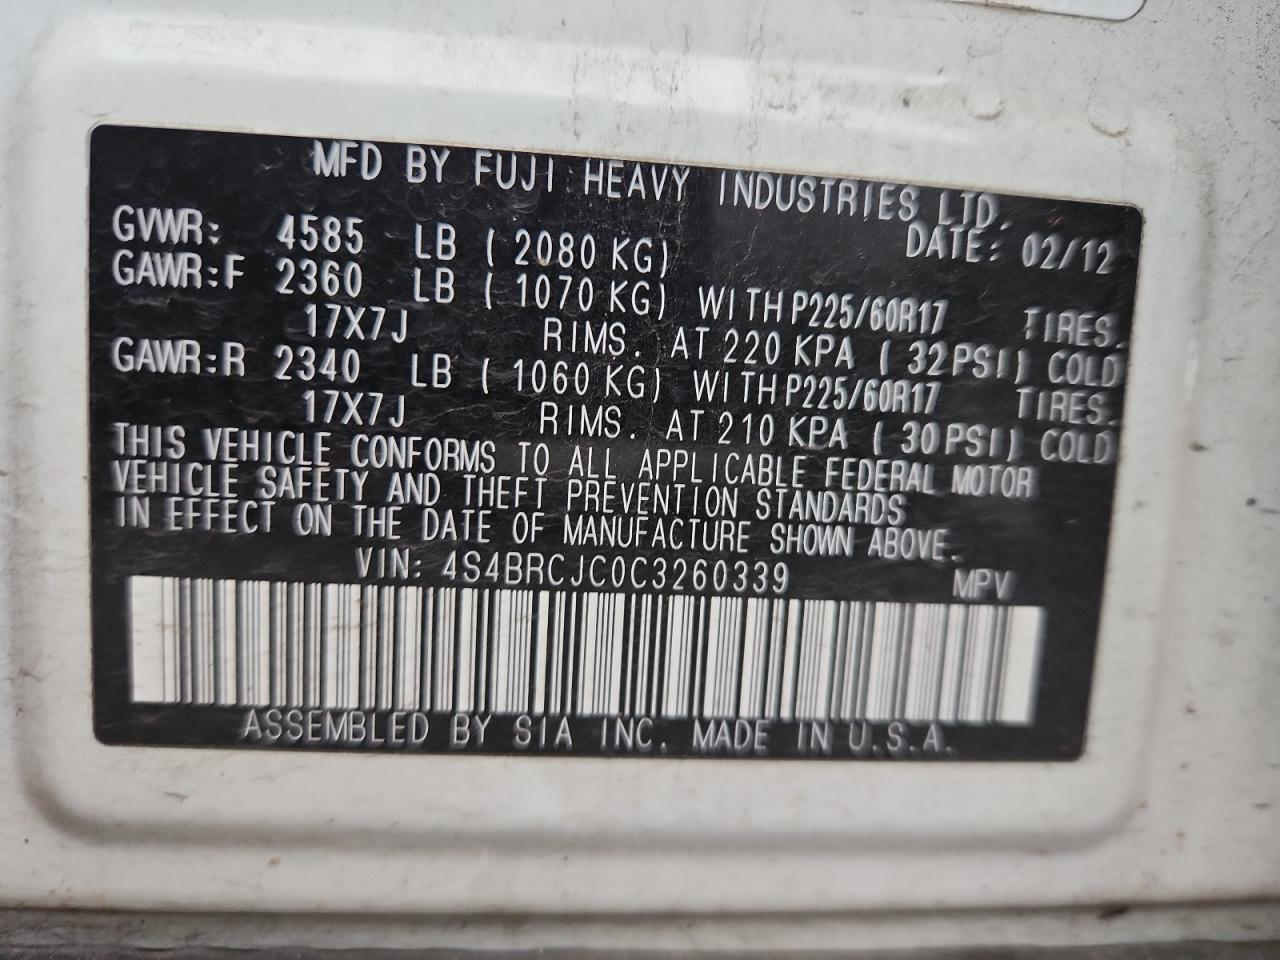 MFD BY FUJI HEAVY INDUSTRIES LTD.
DATE: 02/12
GVWR: 4585 LB ( 2080 KG)
GAWR:F 2360 LB ( 1070 KG) WITH P225/60R17 TIRES.
17X7J RIMS. AT 220 KPA ( 32PSI) COLD
GAWR:R 2340 LB ( 1060 KG) WITH P225/60R17 TIRES.
17X7J RIMS. AT 210 KPA ( 30PSI) COLD
THIS VEHICLE CONFORMS TO ALL APPLICABLE FEDERAL MOTOR
VEHICLE SAFETY AND THEFT PREVENTION STANDARDS
IN EFFECT ON THE DATE OF MANUFACTURE SHOWN ABOVE.
VIN: 4S4BRCJC0C3260339 MPV
ASSEMBLED BY SIA INC. MADE IN U.S.A.